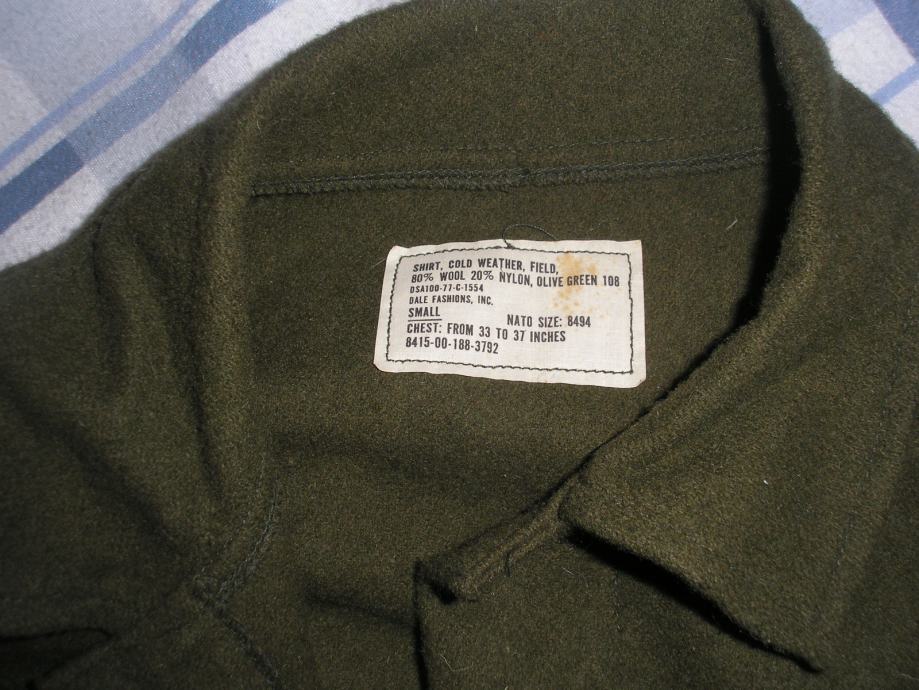 SHIRT, COLD WEATHER, FIELD,
80% WOOL 20% NYLON, OLIVE GREEN 108
DSA100-77-C-1554
DALE FASHIONS, INC.
SMALL NATO SIZE: 8494
CHEST: FROM 33 TO 37 INCHES
8415-00-188-3792